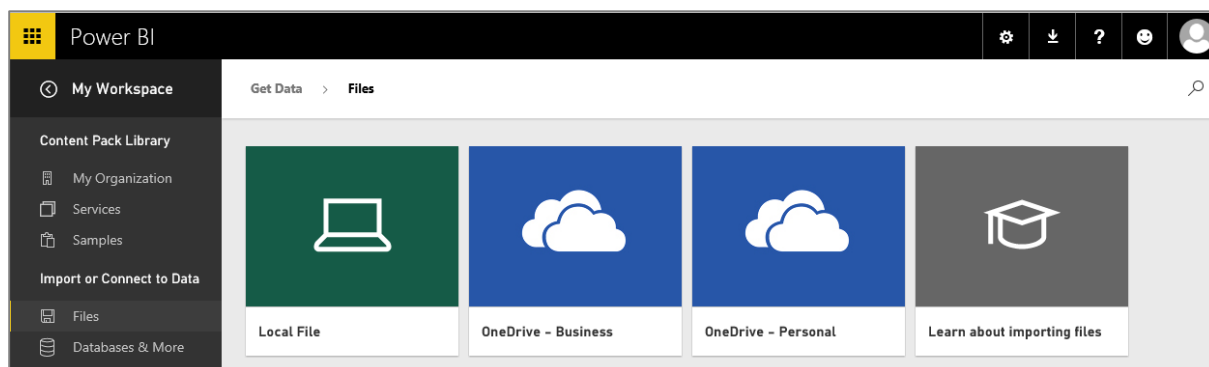 Power BI
?
My Workspace
Get Data > Files
Content Pack Library
My Organization
Services
Samples
Import or Connect to Data
Files
Databases & More
Local File
OneDrive - Business
OneDrive - Personal
Learn about importing files